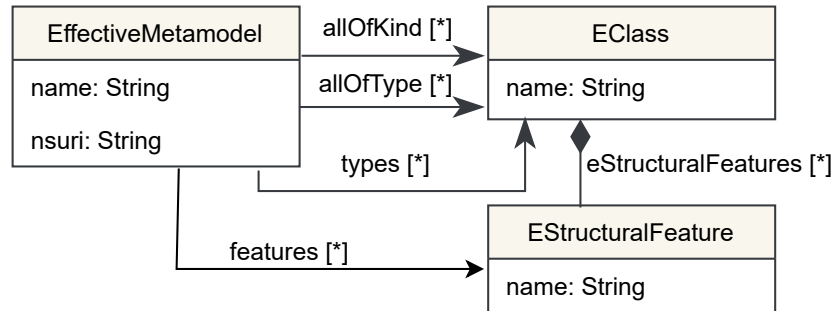 EffectiveMetamodel
name: String
nsuri: String
allOfKind [*]
allOfType [*]
types [*]
features [*]
EClass
name: String
eStructuralFeatures [*]
EStructuralFeature
name: String